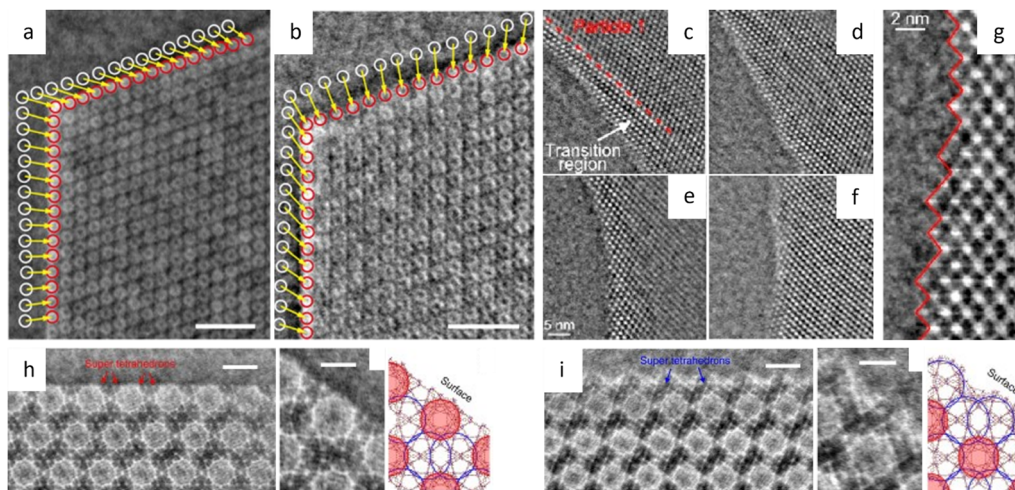 a
b
Particle 1
c
Transition
region
d
e
5 nm
f
2 nm
g
h
Super tetrahedrons
Surface
i
Super tetrahedrons
Surface